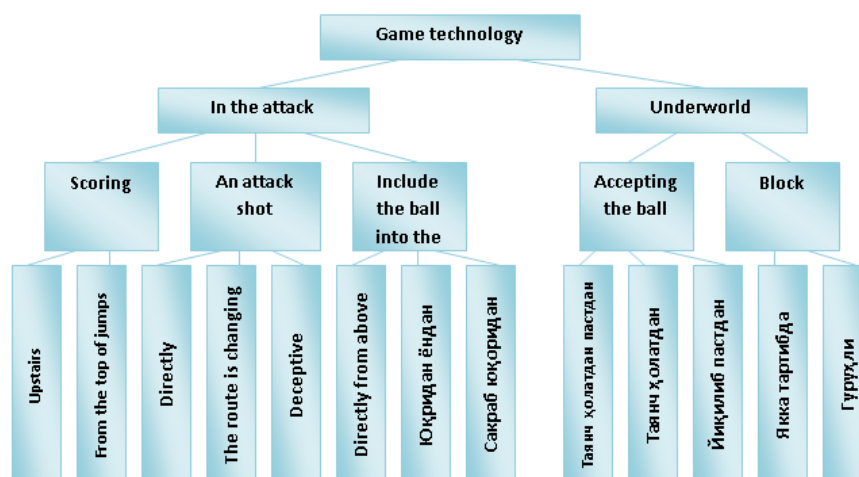 Game technology
In the attack
Underworld
Scoring
An attack
shot
Include
the ball
into the
Accepting
the ball
Block
Upstairs
From the top of jumps
Directly
The route is changing
Deceptive
Directly from above
Юқридан ёндан
Сакраб юқоридан
Таянч ҳолатдан пастдан
Таянч ҳолатдан
Йиқилиб пастдан
Якка тартибда
Гуруҳли